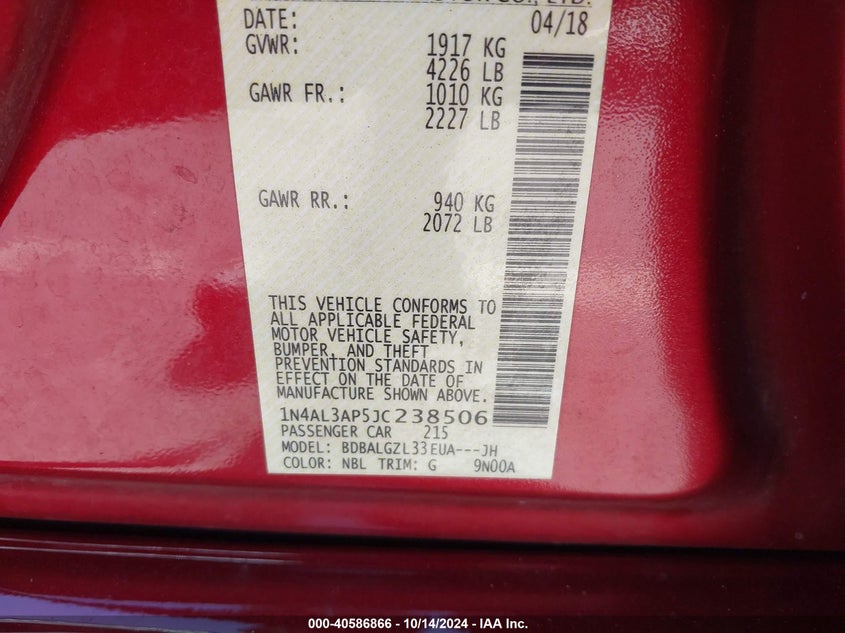 MOTOR CO., LTD.
DATE: 04/18
GVWR: 1917 KG
4226 LB
GAWR FR.: 1010 KG
2227 LB
GAWR RR.: 940 KG
2072 LB
THIS VEHICLE CONFORMS TO
ALL APPLICABLE FEDERAL
MOTOR VEHICLE SAFETY,
BUMPER, AND THEFT
PREVENTION STANDARDS IN
EFFECT ON THE DATE OF
MANUFACTURE SHOWN ABOVE.
1N4AL3AP5JC238506
PASSENGER CAR 215
MODEL: BDBALGZL33EUA---JH
COLOR: NBL TRIM: G 9N00A
000-40586866 - 10/14/2024 - IAA Inc.